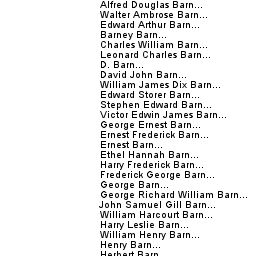 Alfred Douglas Barn...
Walter Ambrose Barn...
Edward Arthur Barn...
Barney Barn...
Charles William Barn...
Leonard Charles Barn...
D. Barn...
David John Barn...
William James Dix Barn...
Edward Storer Barn...
Stephen Edward Barn...
Victor Edwin James Barn...
George Ernest Barn...
Ernest Frederick Barn...
Ernest Barn...
Ethel Hannah Barn...
Harry Frederick Barn...
Frederick George Barn...
George Barn...
George Richard William Barn...
John Samuel Gill Barn...
William Harcourt Barn...
Harry Leslie Barn...
William Henry Barn...
Henry Barn...
Herbert Barn